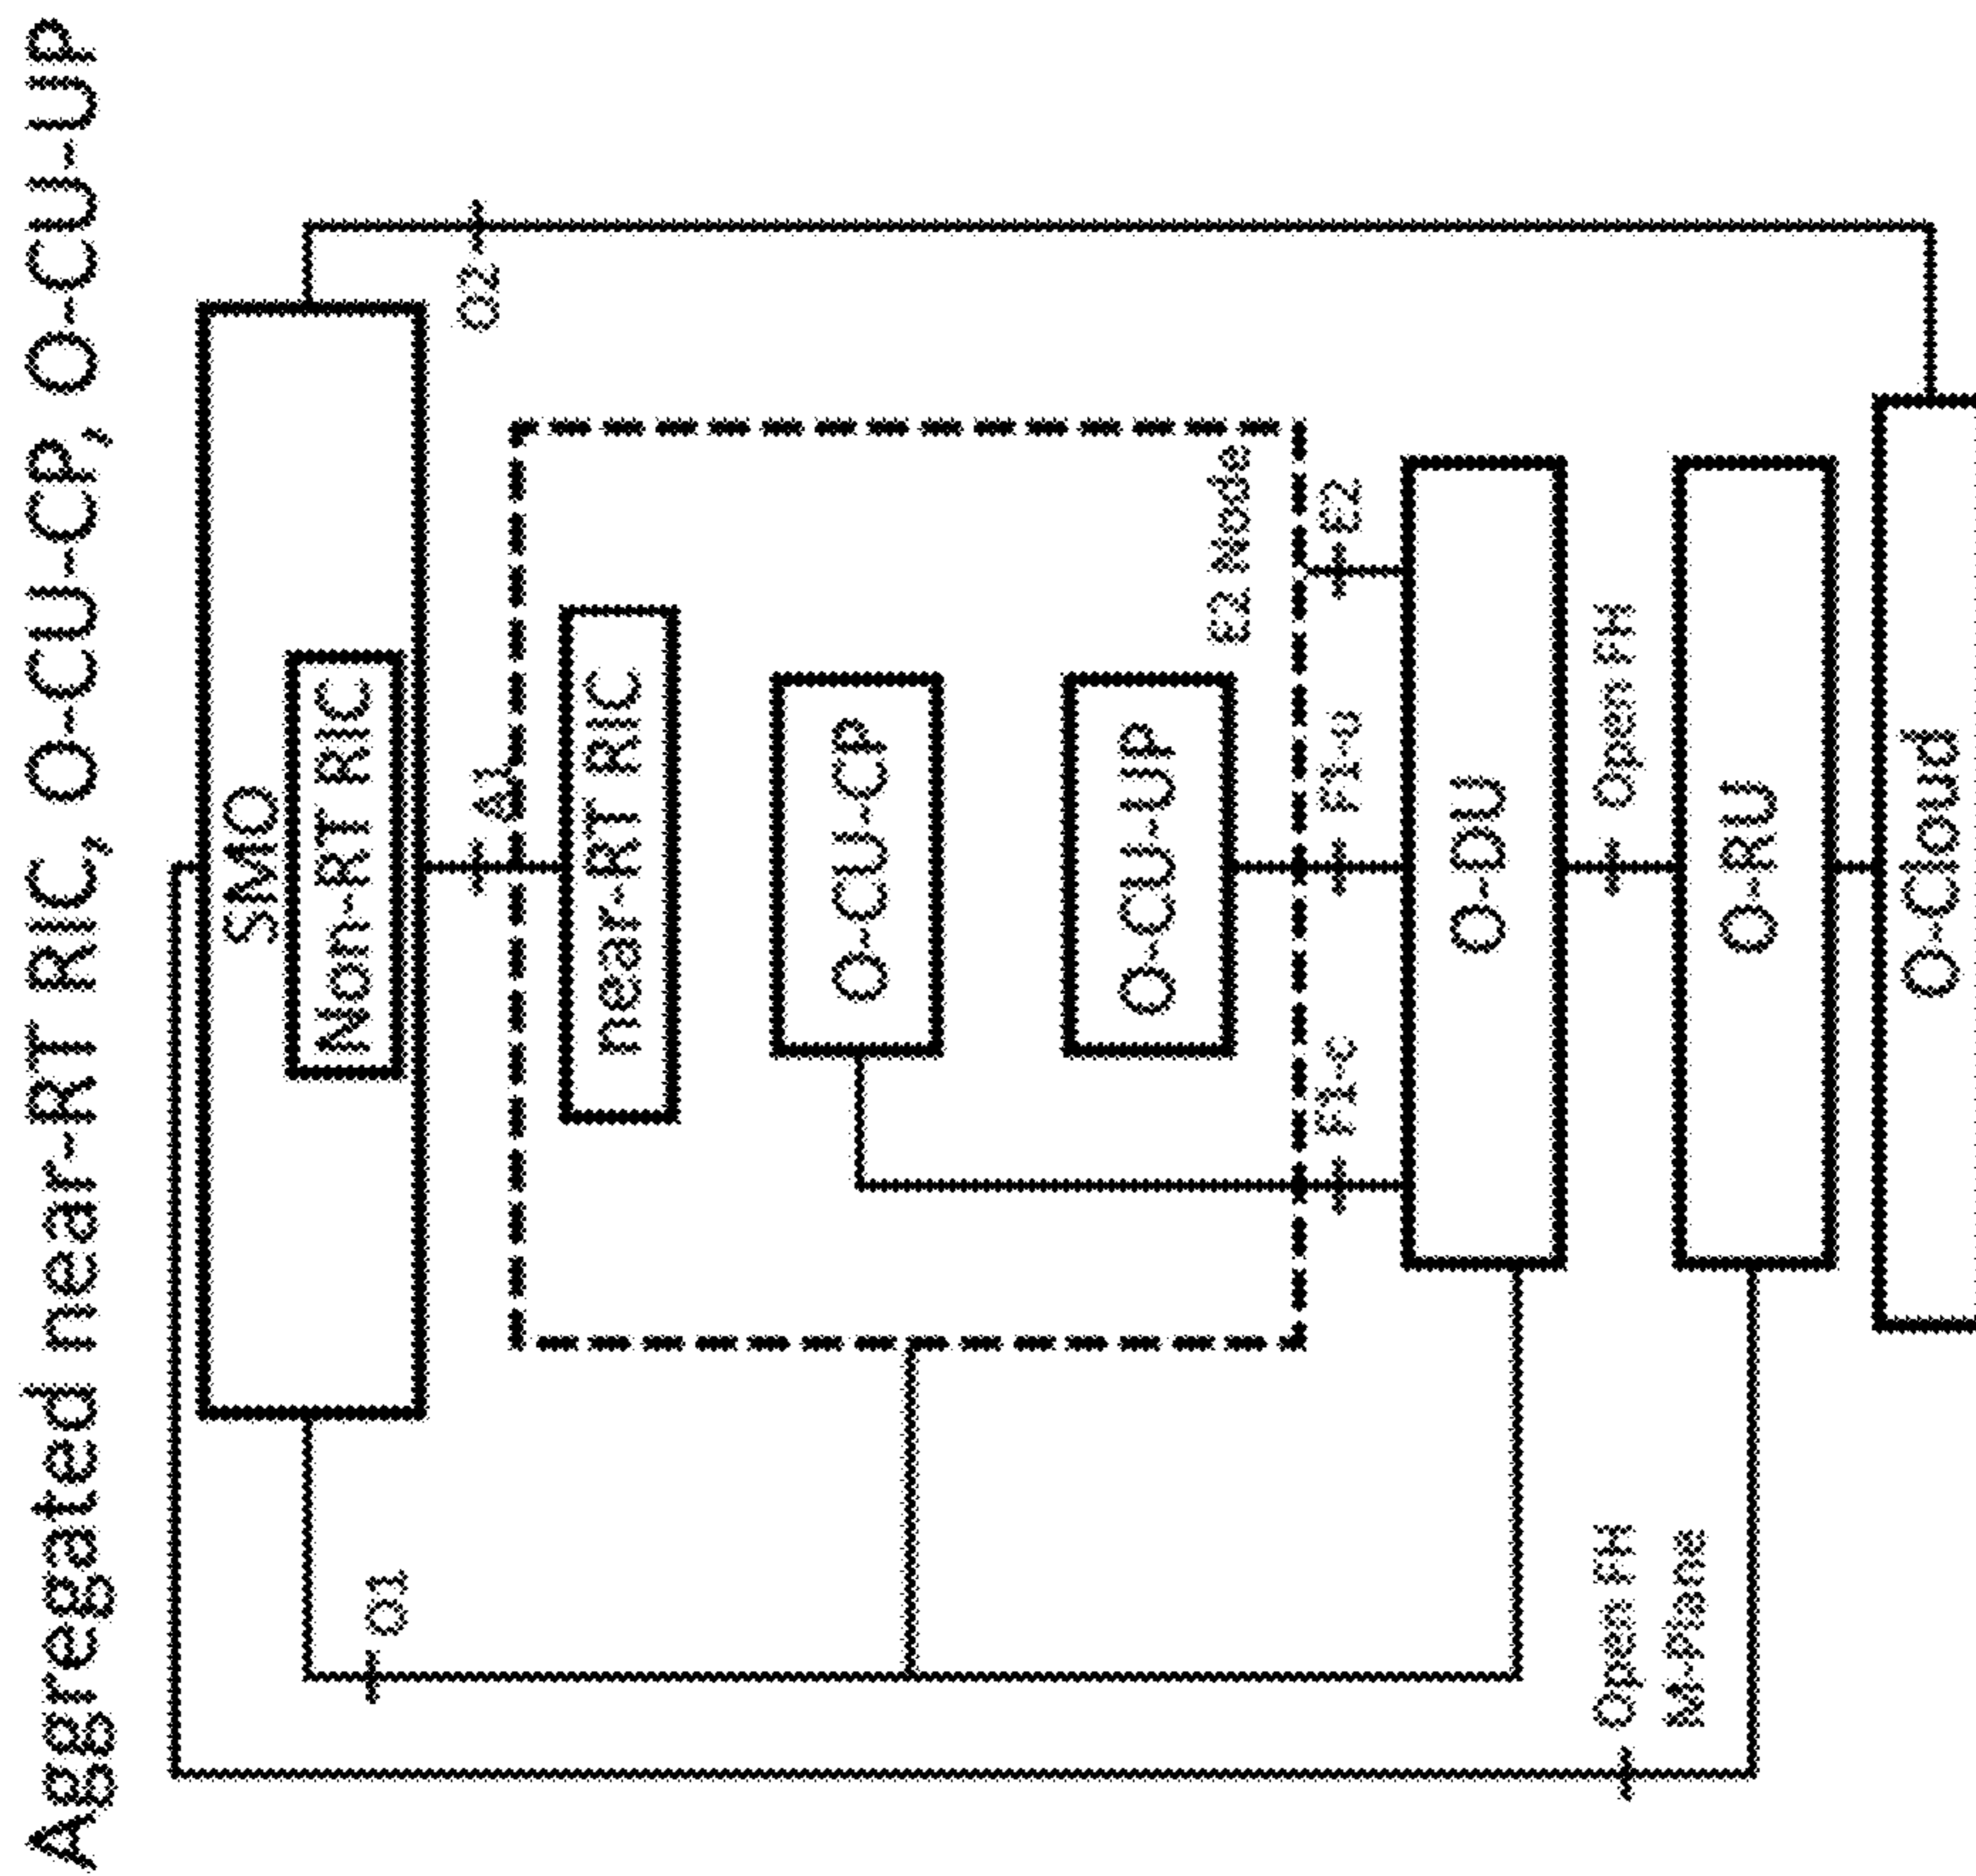 Aggregated near-RT RIC, O-CU-CP, O-CU-UP
SMO
Non-RT RIC
O1
A1
O2
near-RT RIC
O-CU-CP
O-CU-UP
E2 Node
F1-c
F1-u
E2
O-DU
Open FH
M-Plane
Open FH
O-RU
O-Cloud